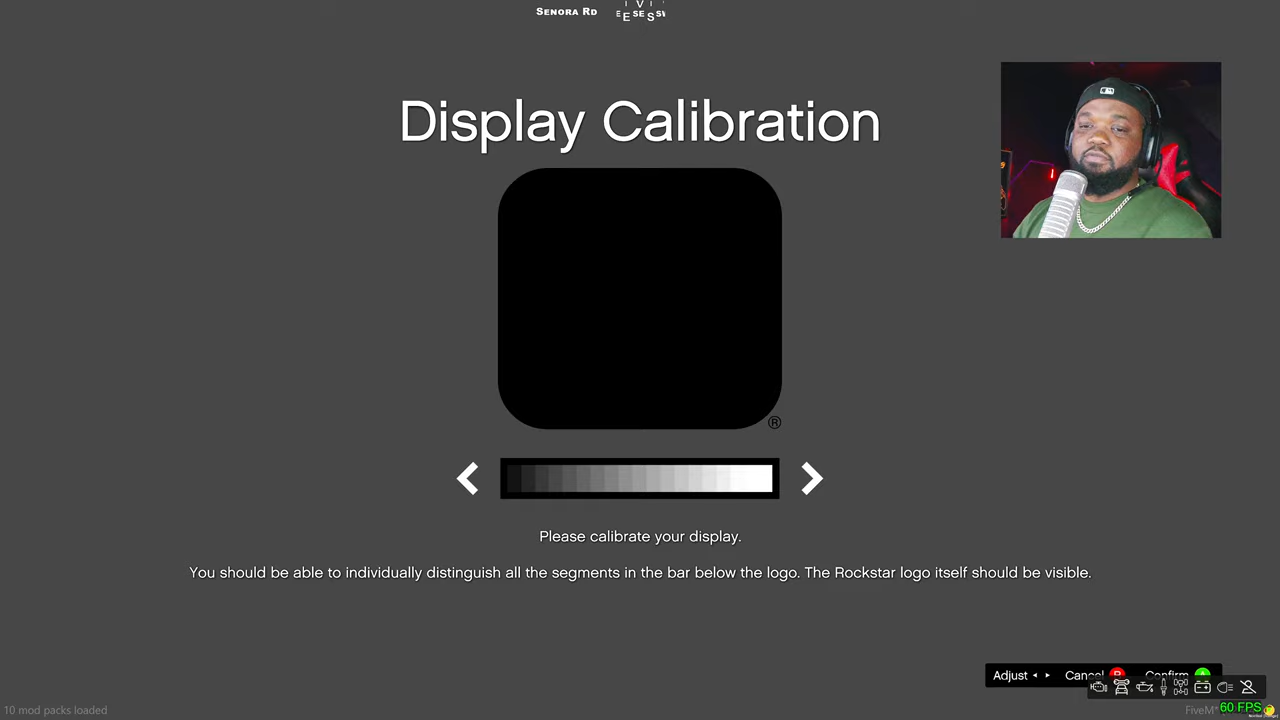 Senora Rd
Display Calibration
®
Please calibrate your display.
You should be able to individually distinguish all the segments in the bar below the logo. The Rockstar logo itself should be visible.
Adjust Cancel B Confirm A
10 mod packs loaded
FiveM* 60 FPS